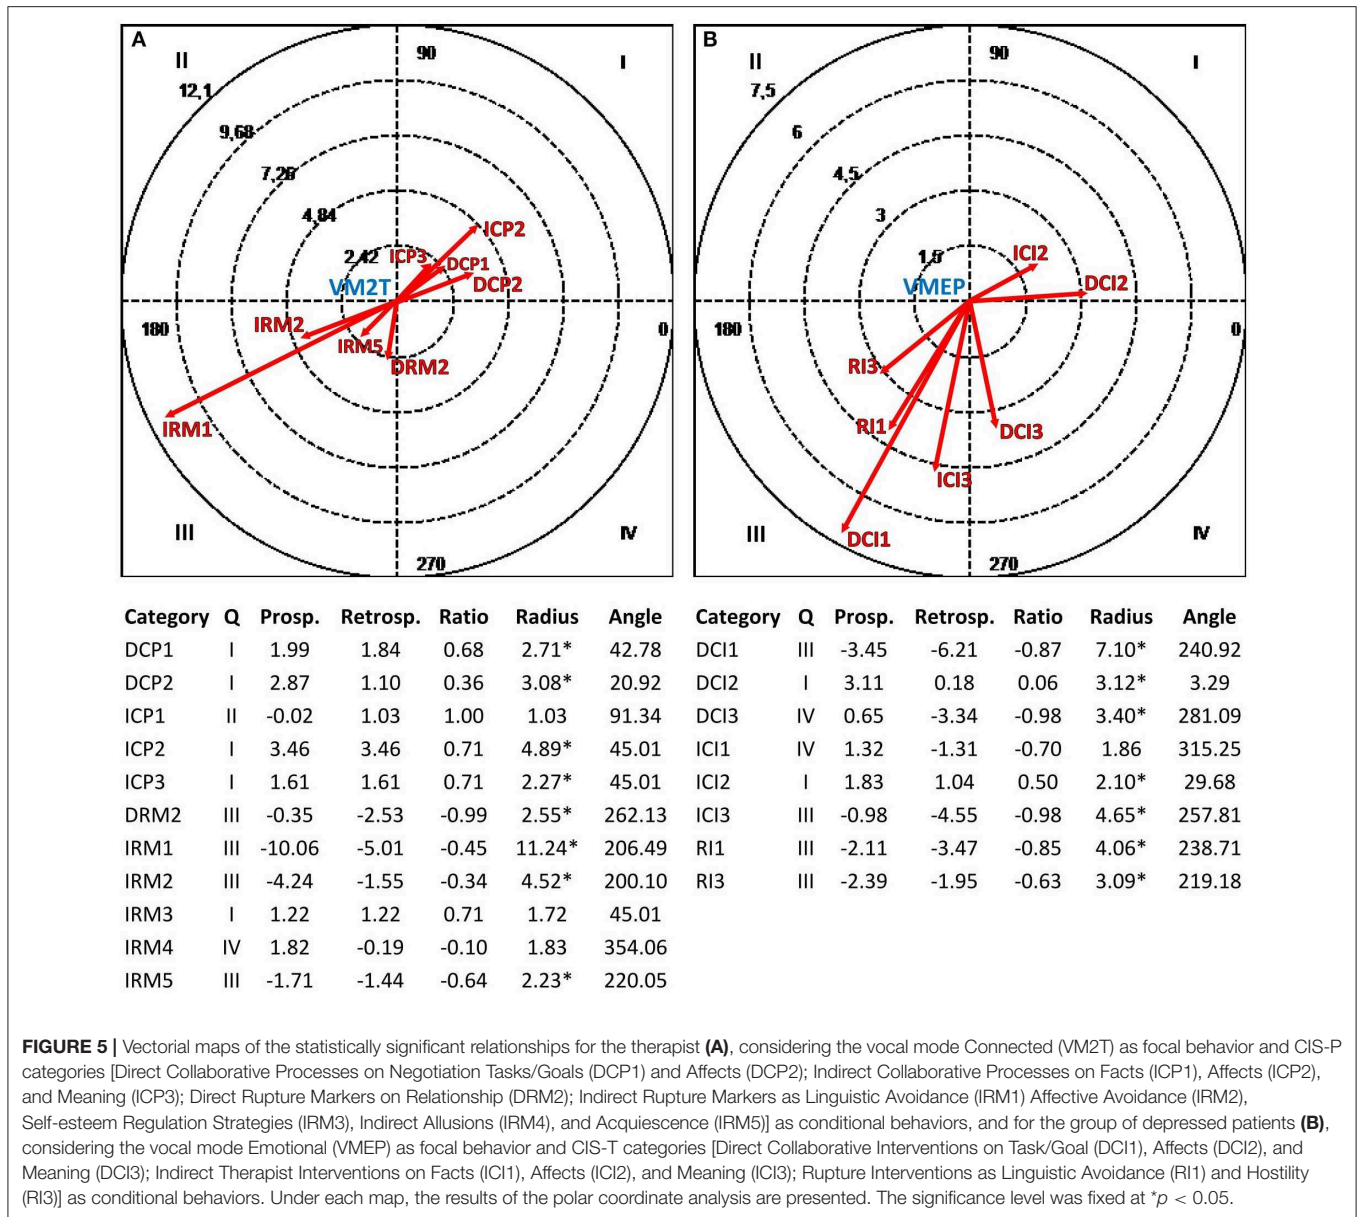 A
II
90
I
12,1
9,68
7,26
4,84
2,42
ICP2
ICP3
DCP1
DCP2
VM2T
180
0
IRM2
IRM5
DRM2
IRM1
III
IV
270
B
II
90
I
7,5
6
4,5
3
1,5
ICI2
DCI2
VMEP
180
0
RI3
RI1
DCI3
ICI3
DCI1
III
IV
270
Category Q Prosp. Retrosp. Ratio Radius Angle
DCP1 I 1.99 1.84 0.68 2.71* 42.78
DCP2 I 2.87 1.10 0.36 3.08* 20.92
ICP1 II -0.02 1.03 1.00 1.03 91.34
ICP2 I 3.46 3.46 0.71 4.89* 45.01
ICP3 I 1.61 1.61 0.71 2.27* 45.01
DRM2 III -0.35 -2.53 -0.99 2.55* 262.13
IRM1 III -10.06 -5.01 -0.45 11.24* 206.49
IRM2 III -4.24 -1.55 -0.34 4.52* 200.10
IRM3 I 1.22 1.22 0.71 1.72 45.01
IRM4 IV 1.82 -0.19 -0.10 1.83 354.06
IRM5 III -1.71 -1.44 -0.64 2.23* 220.05
Category Q Prosp. Retrosp. Ratio Radius Angle
DCI1 III -3.45 -6.21 -0.87 7.10* 240.92
DCI2 I 3.11 0.18 0.06 3.12* 3.29
DCI3 IV 0.65 -3.34 -0.98 3.40* 281.09
ICI1 IV 1.32 -1.31 -0.70 1.86 315.25
ICI2 I 1.83 1.04 0.50 2.10* 29.68
ICI3 III -0.98 -4.55 -0.98 4.65* 257.81
RI1 III -2.11 -3.47 -0.85 4.06* 238.71
RI3 III -2.39 -1.95 -0.63 3.09* 219.18
FIGURE 5 | Vectorial maps of the statistically significant relationships for the therapist (A), considering the vocal mode Connected (VM2T) as focal behavior and CIS-P
categories [Direct Collaborative Processes on Negotiation Tasks/Goals (DCP1) and Affects (DCP2); Indirect Collaborative Processes on Facts (ICP1), Affects (ICP2),
and Meaning (ICP3); Direct Rupture Markers on Relationship (DRM2); Indirect Rupture Markers as Linguistic Avoidance (IRM1) Affective Avoidance (IRM2),
Self-esteem Regulation Strategies (IRM3), Indirect Allusions (IRM4), and Acquiescence (IRM5)] as conditional behaviors, and for the group of depressed patients (B),
considering the vocal mode Emotional (VMEP) as focal behavior and CIS-T categories [Direct Collaborative Interventions on Task/Goal (DCI1), Affects (DCI2), and
Meaning (DCI3); Indirect Therapist Interventions on Facts (ICI1), Affects (ICI2), and Meaning (ICI3); Rupture Interventions as Linguistic Avoidance (RI1) and Hostility
(RI3)] as conditional behaviors. Under each map, the results of the polar coordinate analysis are presented. The significance level was fixed at *p < 0.05.